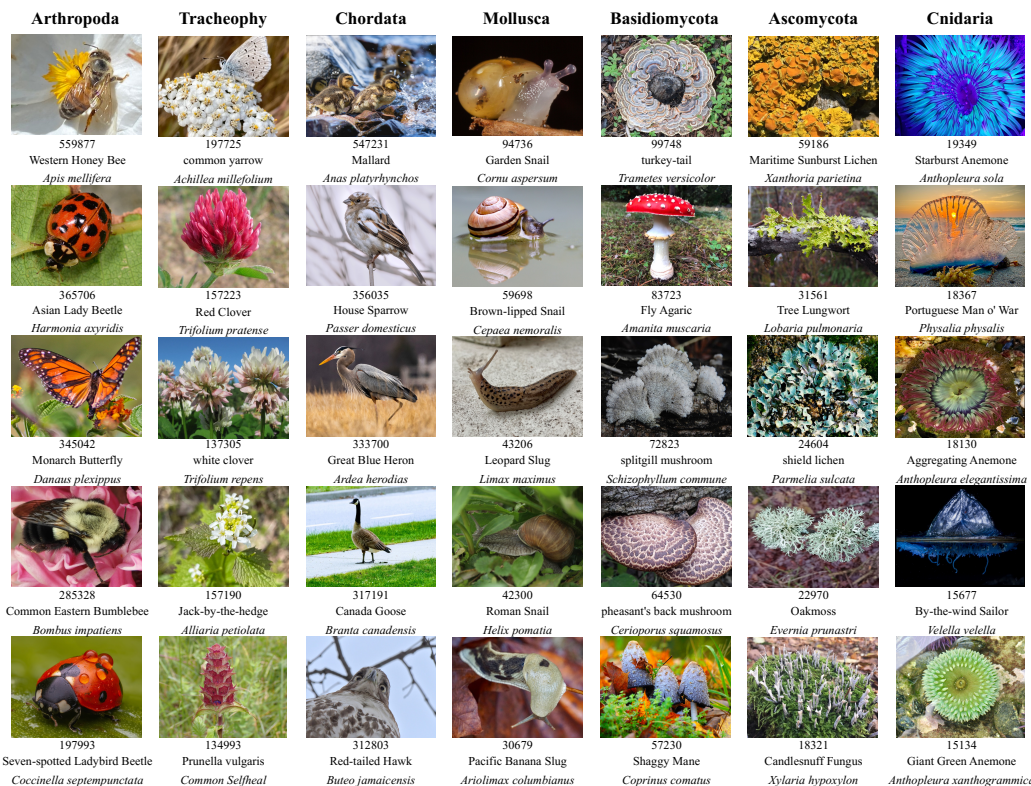 Arthropoda Tracheophy Chordata Mollusca Basidiomycota Ascomycota Cnidaria
559877 197725 547231 94736 99748 59186 19349
Western Honey Bee common yarrow Mallard Garden Snail turkey-tail Maritime Sunburst Lichen Starburst Anemone
Apis mellifera Achillea millefolium Anas platyrhynchos Cornu aspersum Trametes versicolor Xanthoria parietina Anthopleura sola
365706 157223 356035 59698 83723 31561 18367
Asian Lady Beetle Red Clover House Sparrow Brown-lipped Snail Fly Agaric Tree Lungwort Portuguese Man o' War
Harmonia axyridis Trifolium pratense Passer domesticus Cepaea nemoralis Amanita muscaria Lobaria pulmonaria Physalia physalis
345042 137305 333700 43206 72823 24604 18130
Monarch Butterfly white clover Great Blue Heron Leopard Slug splitgill mushroom shield lichen Aggregating Anemone
Danaus plexippus Trifolium repens Ardea herodias Limax maximus Schizophyllum commune Parmelia sulcata Anthopleura elegantissima
285328 157190 317191 42300 64530 22970 15677
Common Eastern Bumblebee Jack-by-the-hedge Canada Goose Roman Snail pheasant's back mushroom Oakmoss By-the-wind Sailor
Bombus impatiens Alliaria petiolata Branta canadensis Helix pomatia Cerioporus squamosus Evernia prunastri Velella velella
197993 134993 312803 30679 57230 18321 15134
Seven-spotted Ladybird Beetle Prunella vulgaris Red-tailed Hawk Pacific Banana Slug Shaggy Mane Candlesnuff Fungus Giant Green Anemone
Coccinella septempunctata Common Selfheal Buteo jamaicensis Ariolimax columbianus Coprinus comatus Xylaria hypoxylon Anthopleura xanthogrammica